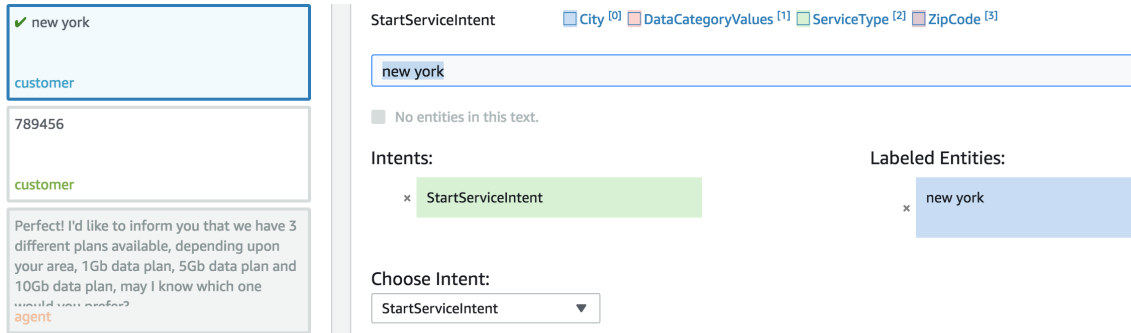 ✔ new york
customer
789456
customer
Perfect! I'd like to inform you that we have 3
different plans available, depending upon
your area, 1Gb data plan, 5Gb data plan and
10Gb data plan, may I know which one
would you prefer?
agent
StartServiceIntent
City [0] DataCategoryValues [1] ServiceType [2] ZipCode [3]
new york
No entities in this text.
Intents:
× StartServiceIntent
Labeled Entities:
× new york
Choose Intent:
StartServiceIntent ▼